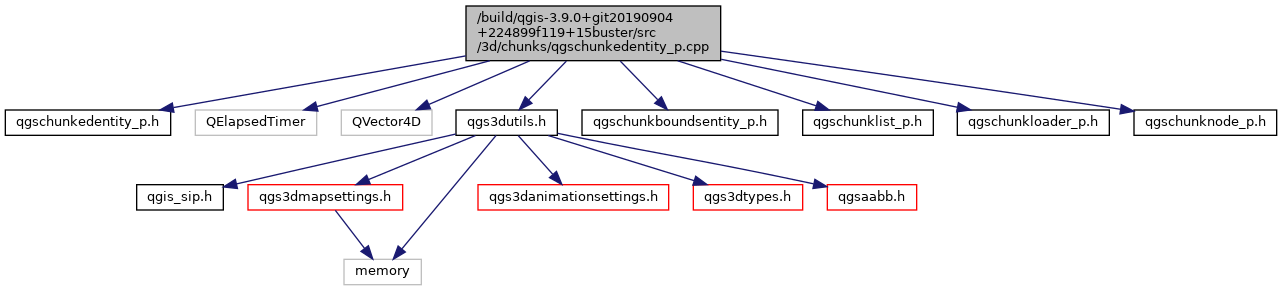 /build/qgis-3.9.0+git20190904
+224899f119+15buster/src
/3d/chunks/qgschunkedentity_p.cpp
qgschunkedentity_p.h
QElapsedTimer
QVector4D
qgs3dutils.h
qgschunkboundsentity_p.h
qgschunklist_p.h
qgschunkloader_p.h
qgschunknode_p.h
qgis_sip.h
qgs3dmapsettings.h
qgs3danimationsettings.h
qgs3dtypes.h
qgsaabb.h
memory